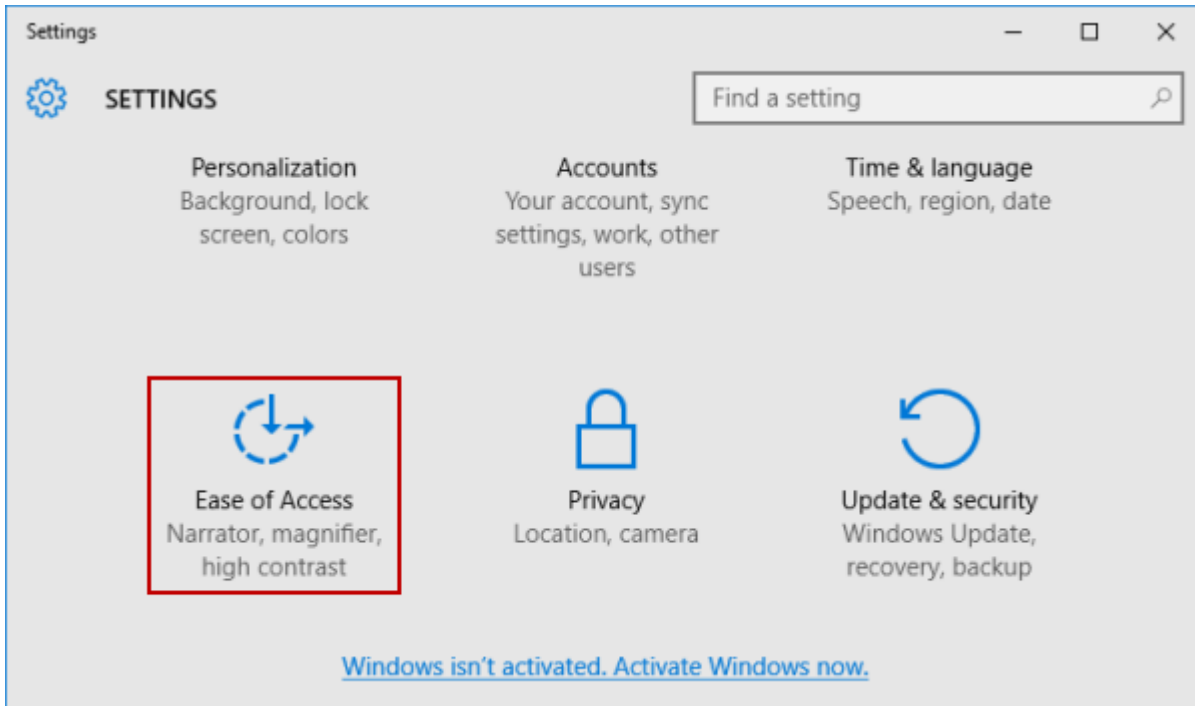 Settings
SETTINGS
Find a setting
Personalization
Background, lock
screen, colors
Accounts
Your account, sync
settings, work, other
users
Time & language
Speech, region, date
Ease of Access
Narrator, magnifier,
high contrast
Privacy
Location, camera
Update & security
Windows Update,
recovery, backup
Windows isn't activated. Activate Windows now.